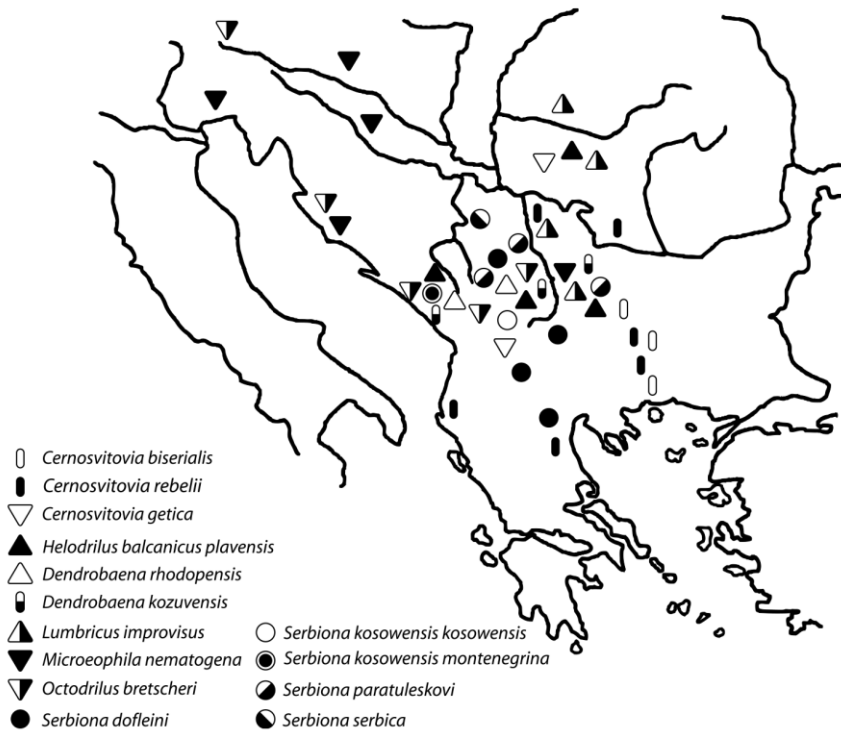 Cernosvitovia biserialis
Cernosvitovia rebelii
Cernosvitovia getica
Helodrilus balcanicus plavensis
Dendrobaena rhodopensis
Dendrobaena kozuvensis
Lumbricus improvisus
Microeophila nematogena
Octodrilus bretscheri
Serbiona dofleini
Serbiona kosowensis kosowensis
Serbiona kosowensis montenegrina
Serbiona paratuleskovi
Serbiona serbica